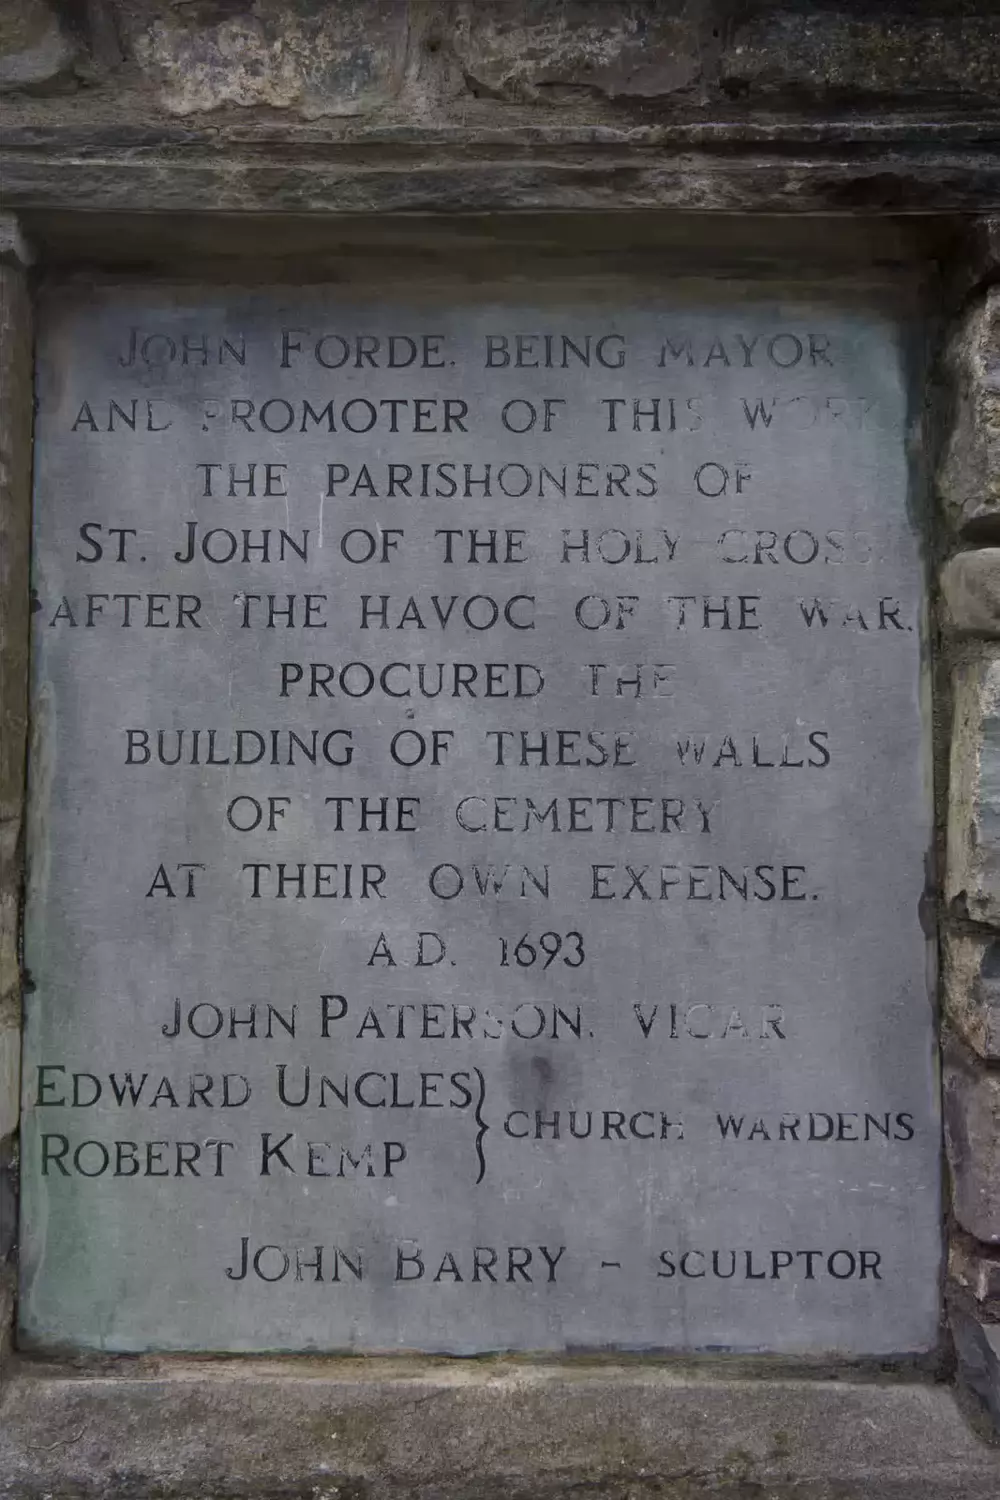 JOHN FORDE. BEING MAYOR
AND PROMOTER OF THIS WORK
THE PARISHONERS OF
ST. JOHN OF THE HOLY CROSS
AFTER THE HAVOC OF THE WAR.
PROCURED THE
BUILDING OF THESE WALLS
OF THE CEMETERY
AT THEIR OWN EXPENSE.
A.D. 1693
JOHN PATERSON. VICAR
EDWARD UNCLES
ROBERT KEMP } CHURCH WARDENS
JOHN BARRY - SCULPTOR